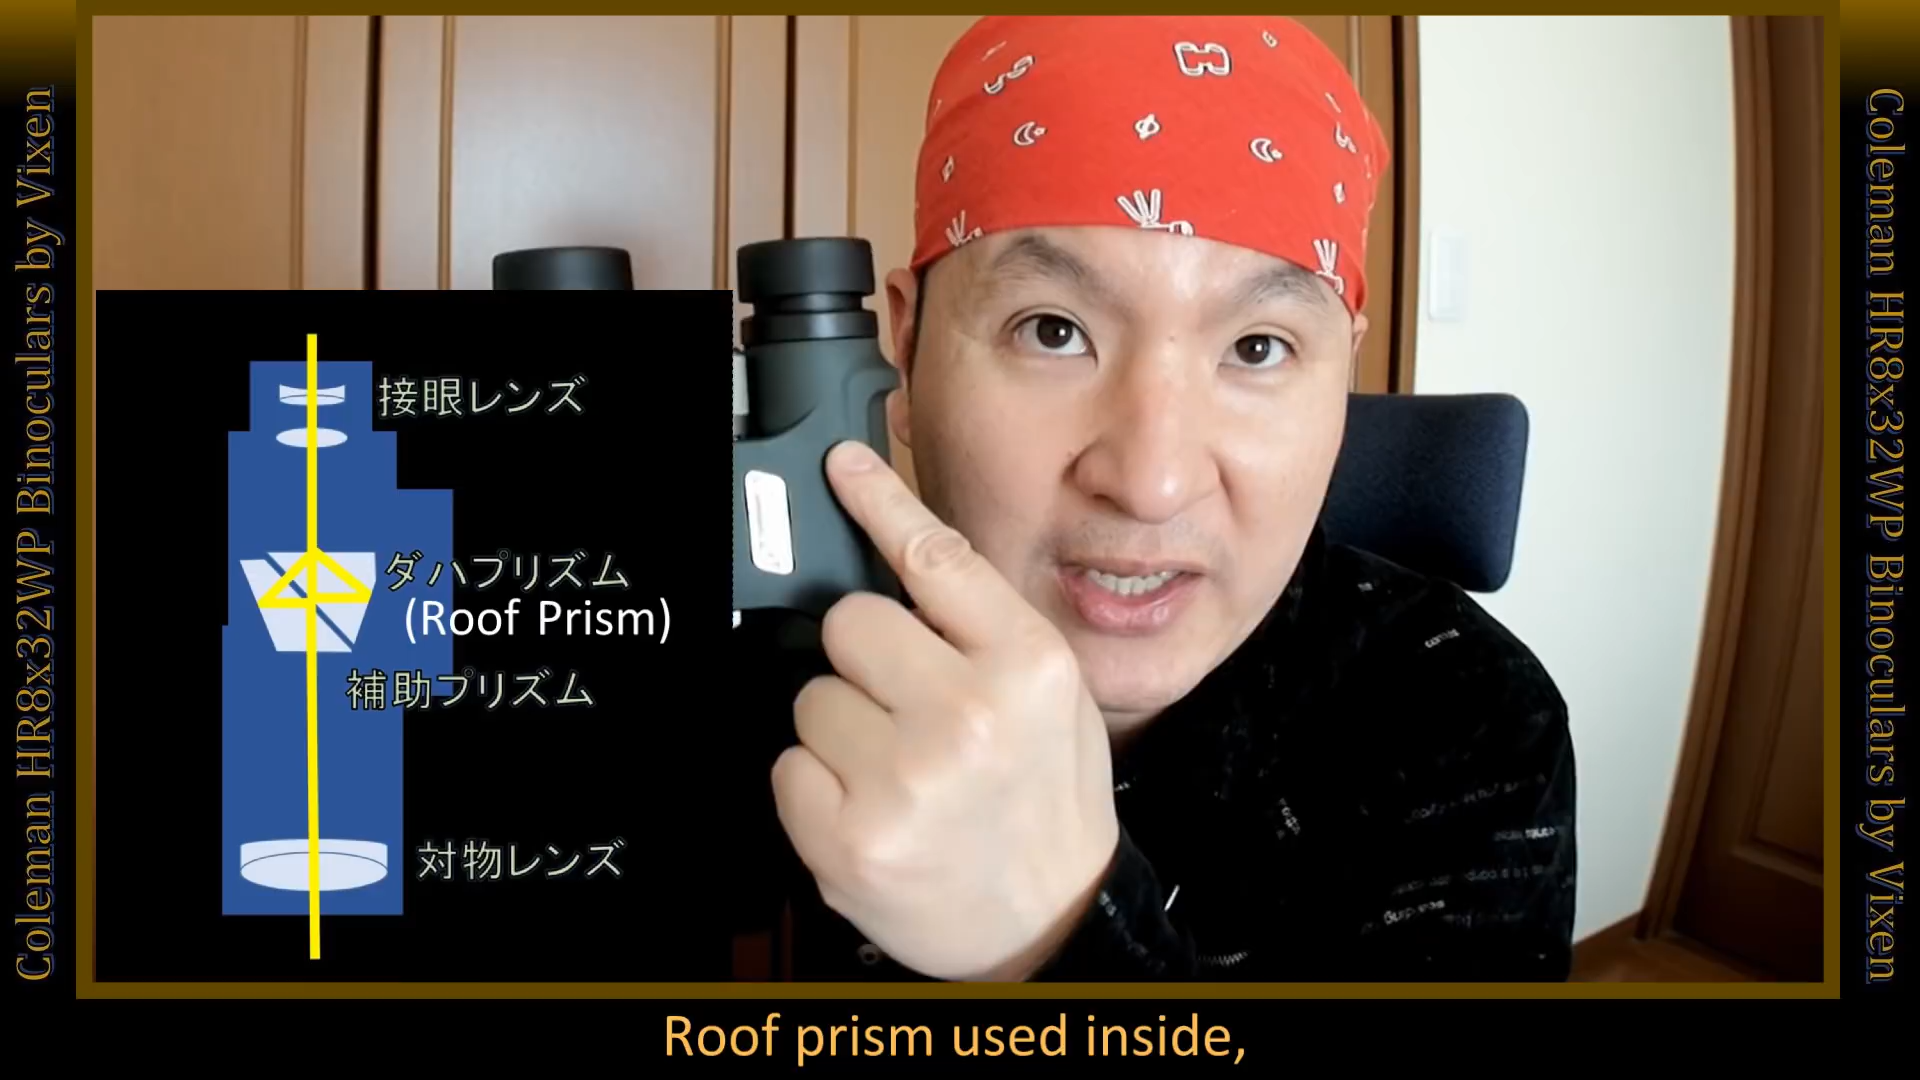 Coleman HR8x32WP Binoculars by Vixen
接眼レンズ
ダハプリズム
(Roof Prism)
補助プリズム
対物レンズ
Coleman HR8x32WP Binoculars by Vixen
Roof prism used inside,